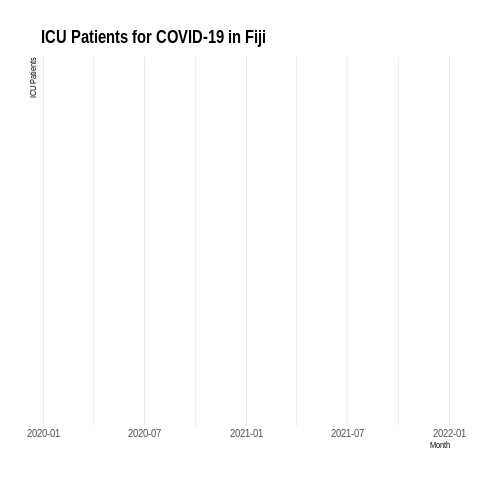 ICU Patients for COVID-19 in Fiji
ICU Patients
2020-01 2020-07 2021-01 2021-07 2022-01
Month